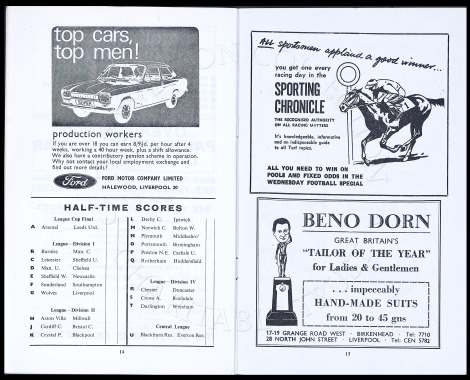 top cars,
top men!
production workers
If you are over 18 you can earn 8/9jd. per hour after 4
weeks, working a 40 hour week, plus a shift allowance.
We also have a contributory pension scheme in operation.
Why not contact your local employment exchange and
find out more details?
Ford FORD MOTOR COMPANY LIMITED
HALEWOOD, LIVERPOOL 20
HALF-TIME SCORES
League Cup Final
A Arsenal Leeds Utd.
League—Division I
B Burnley Man. C.
C Leicester Sheffield U.
D Man. U. Chelsea
E Sheffield W. Newcastle
F Sunderland Southampton
G Wolves Liverpool
League—Division II
H Aston Villa Millwall
J Cardiff C. Bristol C.
K Crystal P. Blackpool
L Derby C. Ipswich
M Norwich C. Bolton W.
N Plymouth Middlesbro'
O Portsmouth Birmingham
P Preston N.E. Carlisle U.
Q Rotherham Huddersfield
League—Division IV
R Chester Doncaster
S Crewe A. Rochdale
T Darlington Wrexham
Central League
U Blackburn Res. Everton Res.
14
All sportsmen applaud a good winner...
you get one every
racing day in the
SPORTING
CHRONICLE
THE RECOGNISED AUTHORITY
ON ALL RACING MATTERS
It's knowledgeable, informative
and an indispensable guide
to all Turf topics.
ALL YOU NEED TO WIN ON
POOLS AND FIXED ODDS IN THE
WEDNESDAY FOOTBALL SPECIAL
BENO DORN
GREAT BRITAIN'S
"TAILOR OF THE YEAR"
for Ladies & Gentlemen
... impeccably
HAND-MADE SUITS
from 20 to 45 gns
17-19 GRANGE ROAD WEST · BIRKENHEAD · Tel: 7710
28 NORTH JOHN STREET · LIVERPOOL · Tel: CEN 5782
15